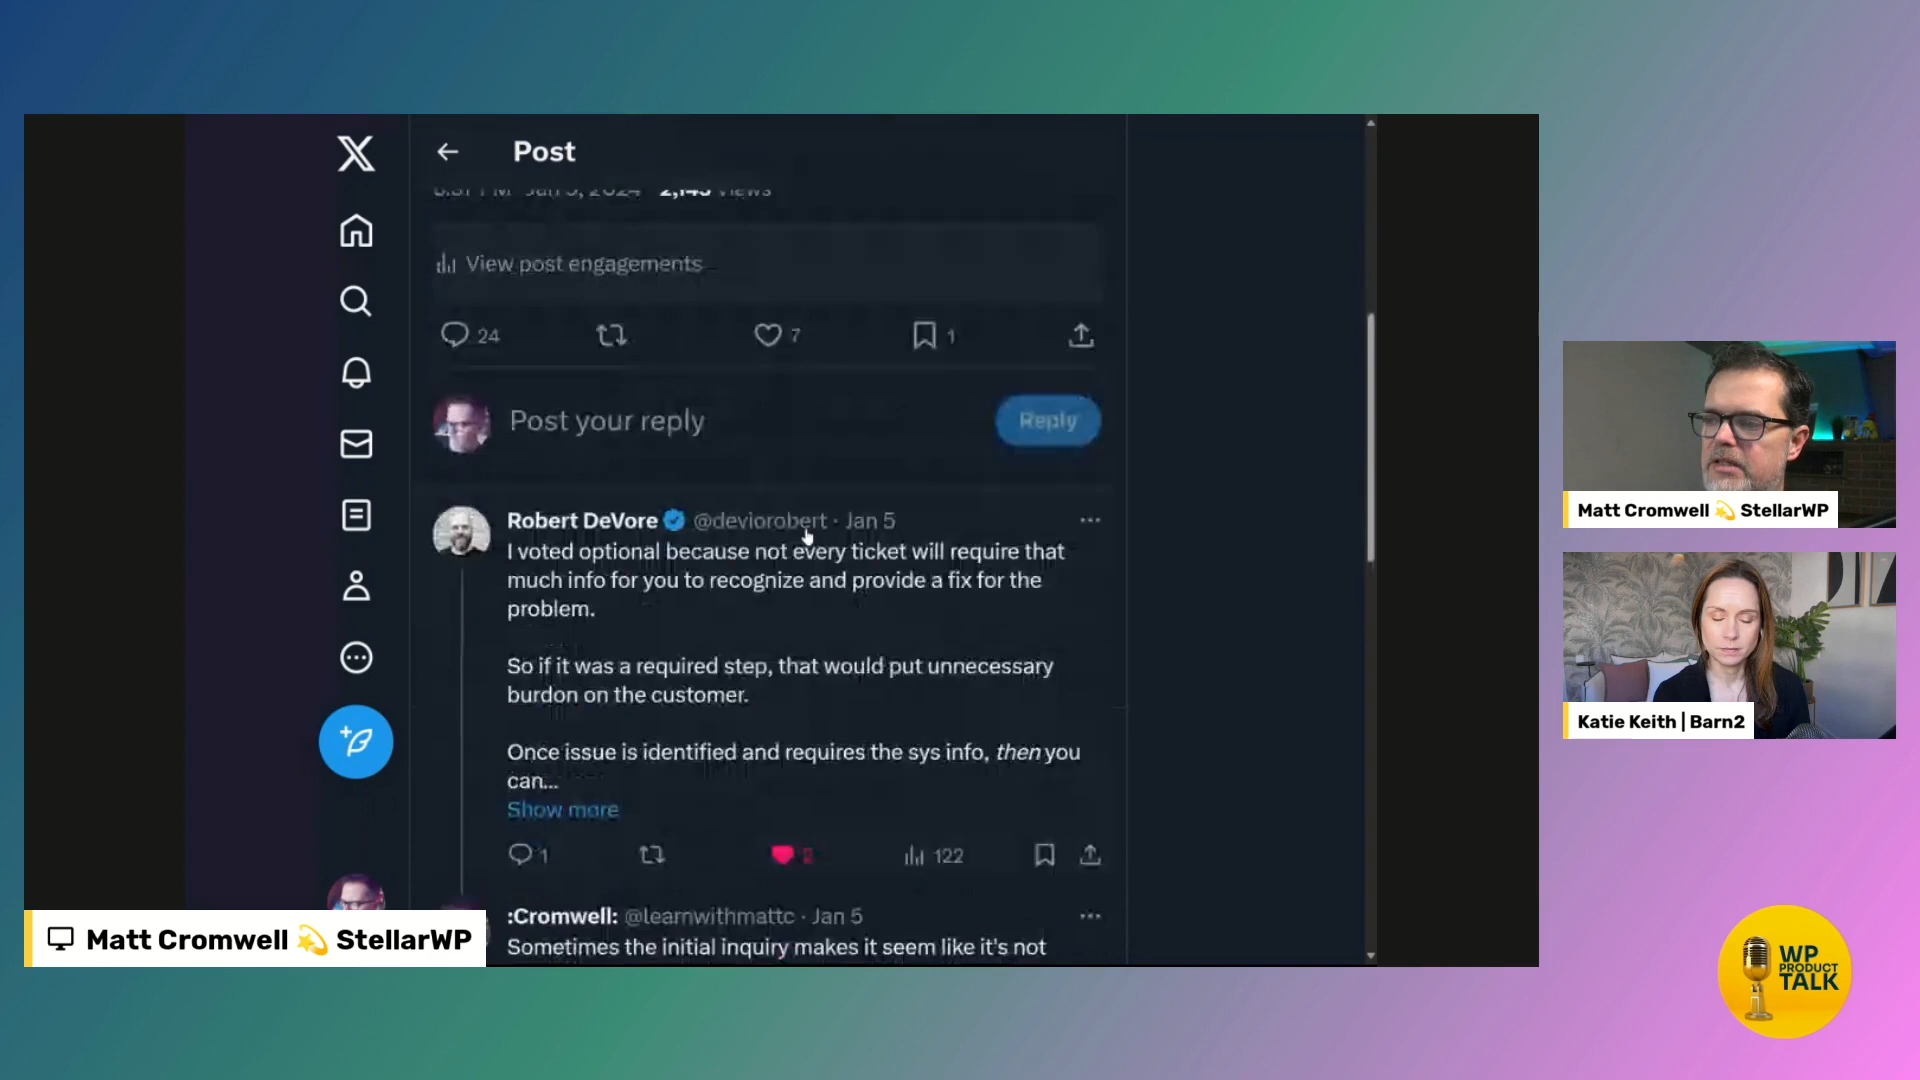 Post
View post engagements
24
7
1
Post your reply
Reply
Robert DeVore @deviorobert · Jan 5
I voted optional because not every ticket will require that
much info for you to recognize and provide a fix for the
problem.
So if it was a required step, that would put unnecessary
burdon on the customer.
Once issue is identified and requires the sys info, then you
can...
Show more
1
122
:Cromwell: @learnwithmattc · Jan 5
Sometimes the initial inquiry makes it seem like it's not
Matt Cromwell 💫 StellarWP
Matt Cromwell 💫 StellarWP
Katie Keith | Barn2
WP
PRODUCT
TALK